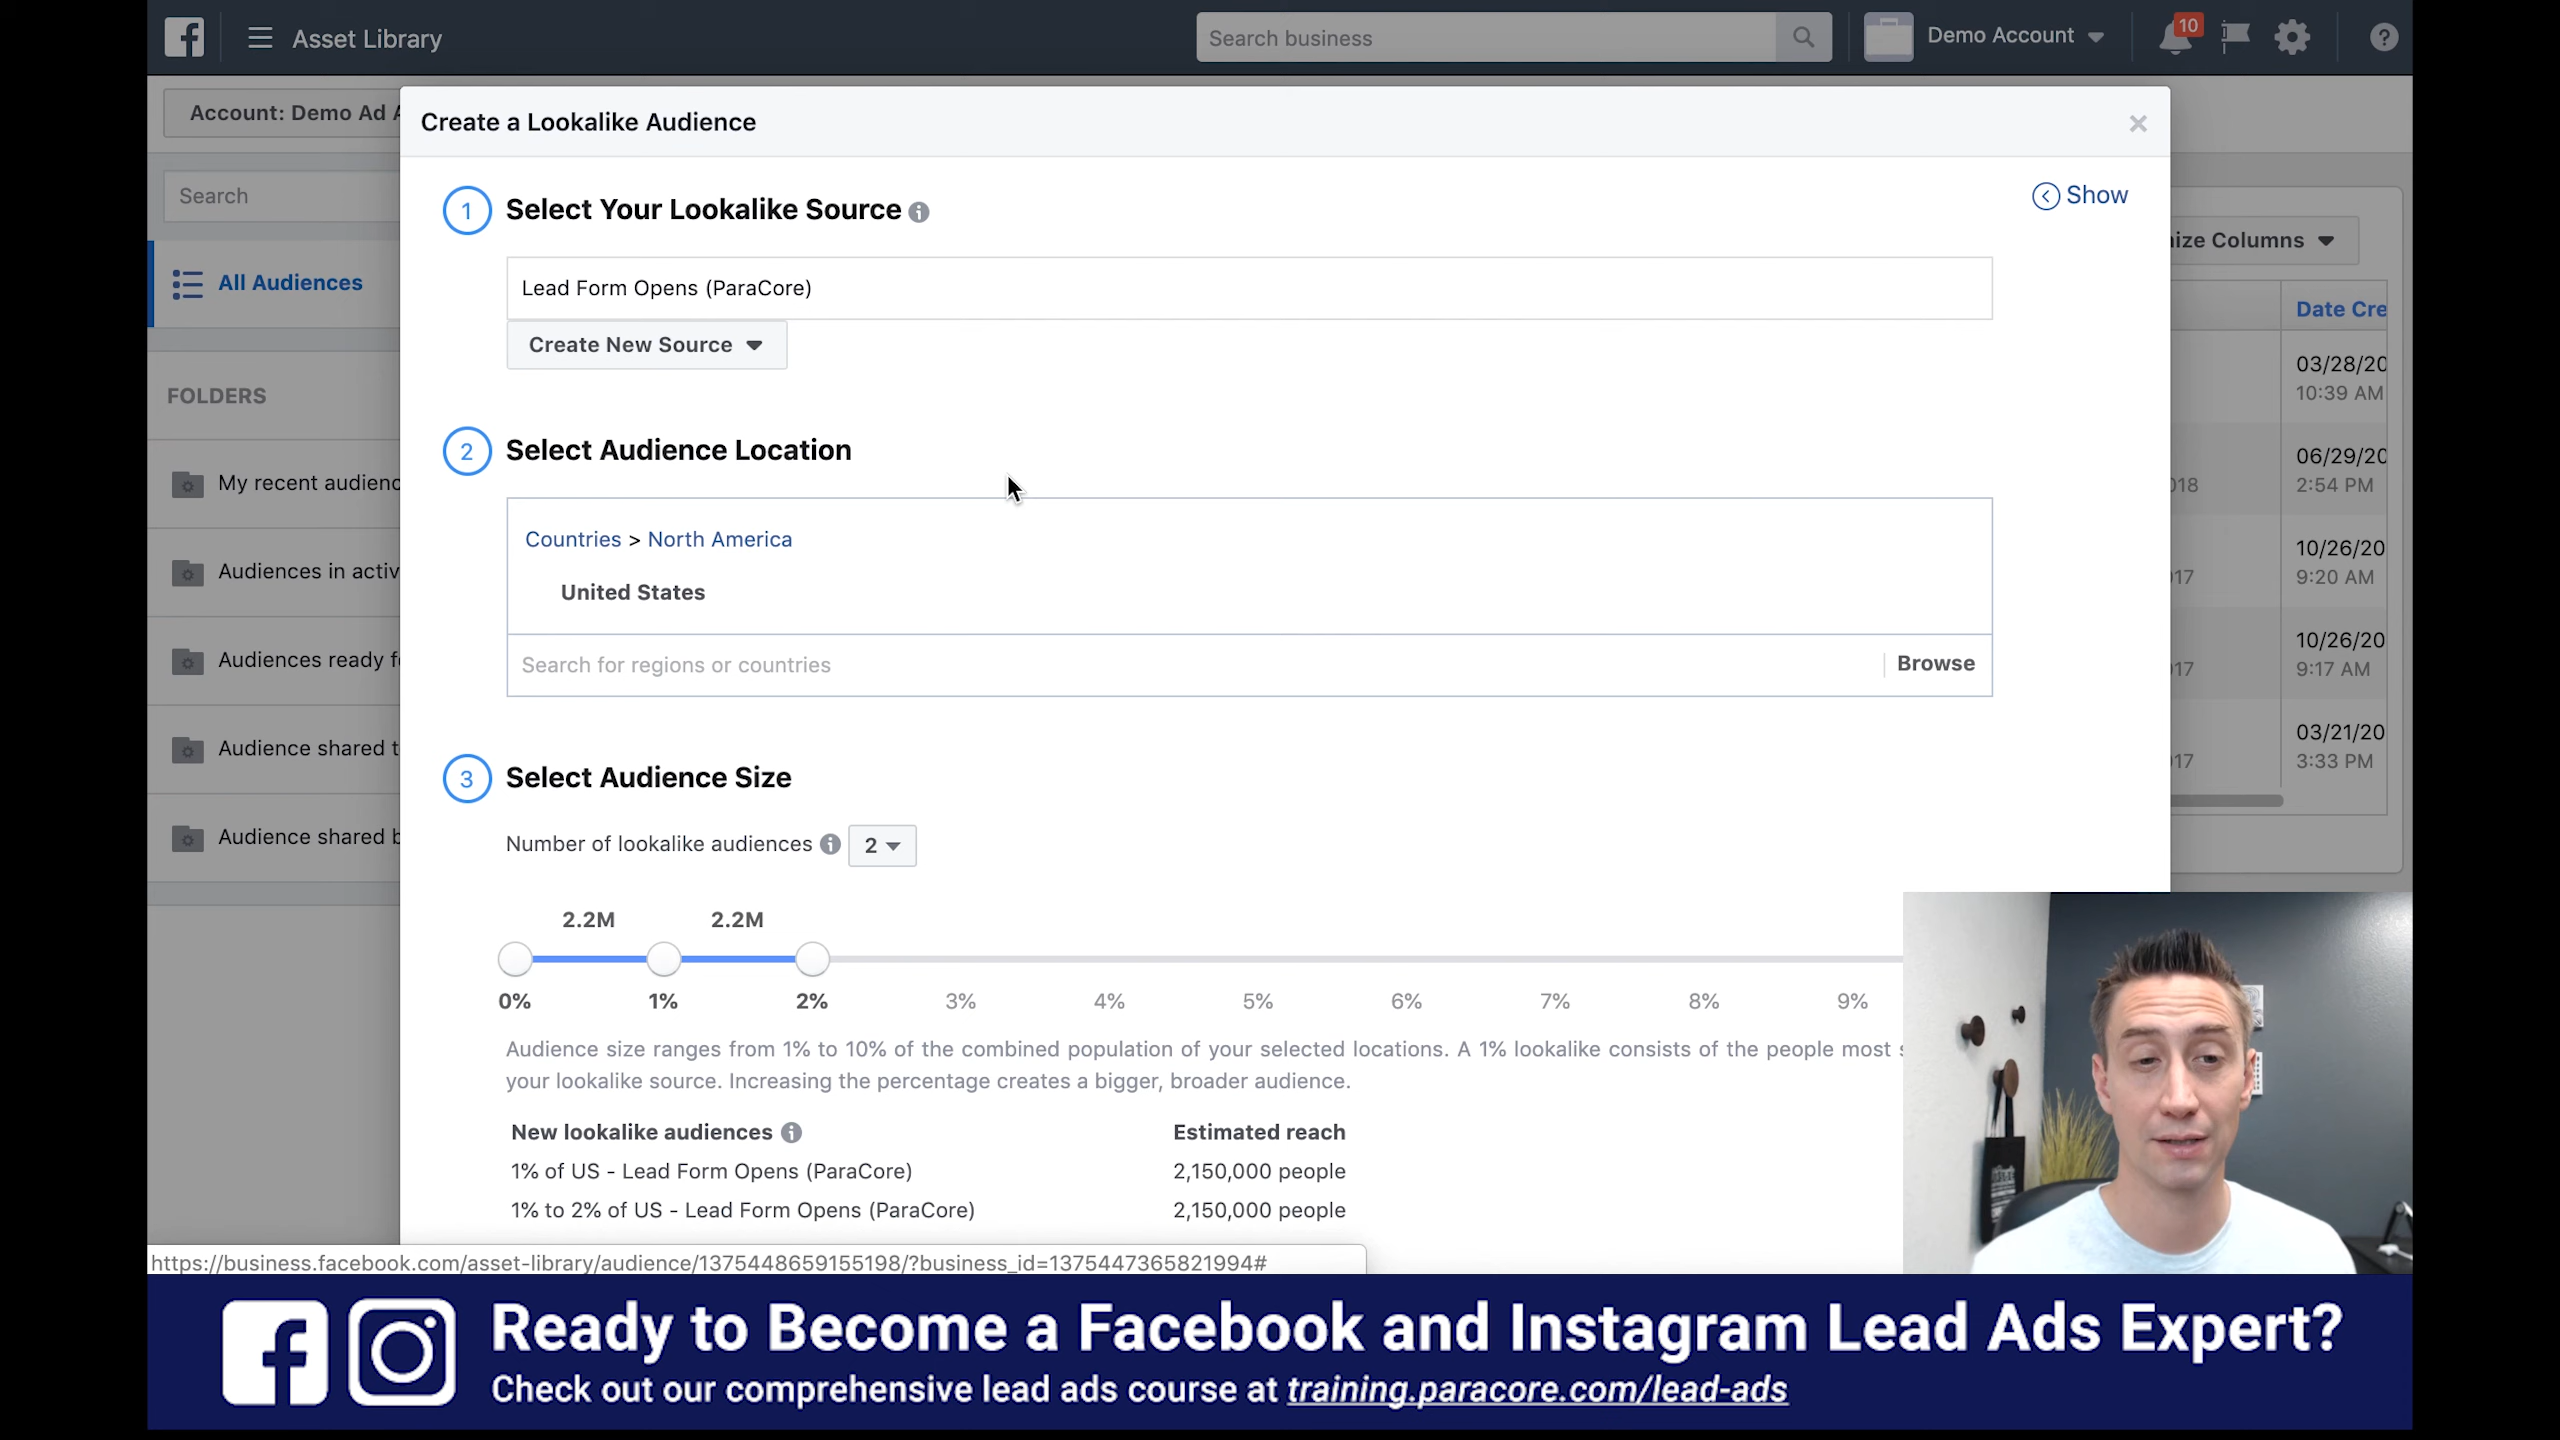 Asset Library
Search business
Demo Account
10
Account: Demo Ad A
Create a Lookalike Audience
Search
1 Select Your Lookalike Source
Show
ize Columns
Lead Form Opens (ParaCore)
All Audiences
Create New Source
Date Cre
03/28/20
10:39 AM
FOLDERS
2 Select Audience Location
06/29/20
2:54 PM
018
My recent audienc
Countries > North America
10/26/20
9:20 AM
17
Audiences in activ
United States
Search for regions or countries
Browse
10/26/20
9:17 AM
17
Audiences ready f
Audience shared t
03/21/20
3:33 PM
17
3 Select Audience Size
Audience shared b
Number of lookalike audiences 2
2.2M 2.2M
0% 1% 2% 3% 4% 5% 6% 7% 8% 9%
Audience size ranges from 1% to 10% of the combined population of your selected locations. A 1% lookalike consists of the people most
your lookalike source. Increasing the percentage creates a bigger, broader audience.
New lookalike audiences Estimated reach
1% of US - Lead Form Opens (ParaCore) 2,150,000 people
1% to 2% of US - Lead Form Opens (ParaCore) 2,150,000 people
https://business.facebook.com/asset-library/audience/1375448659155198/?business_id=1375447365821994#
Ready to Become a Facebook and Instagram Lead Ads Expert?
Check out our comprehensive lead ads course at training.paracore.com/lead-ads